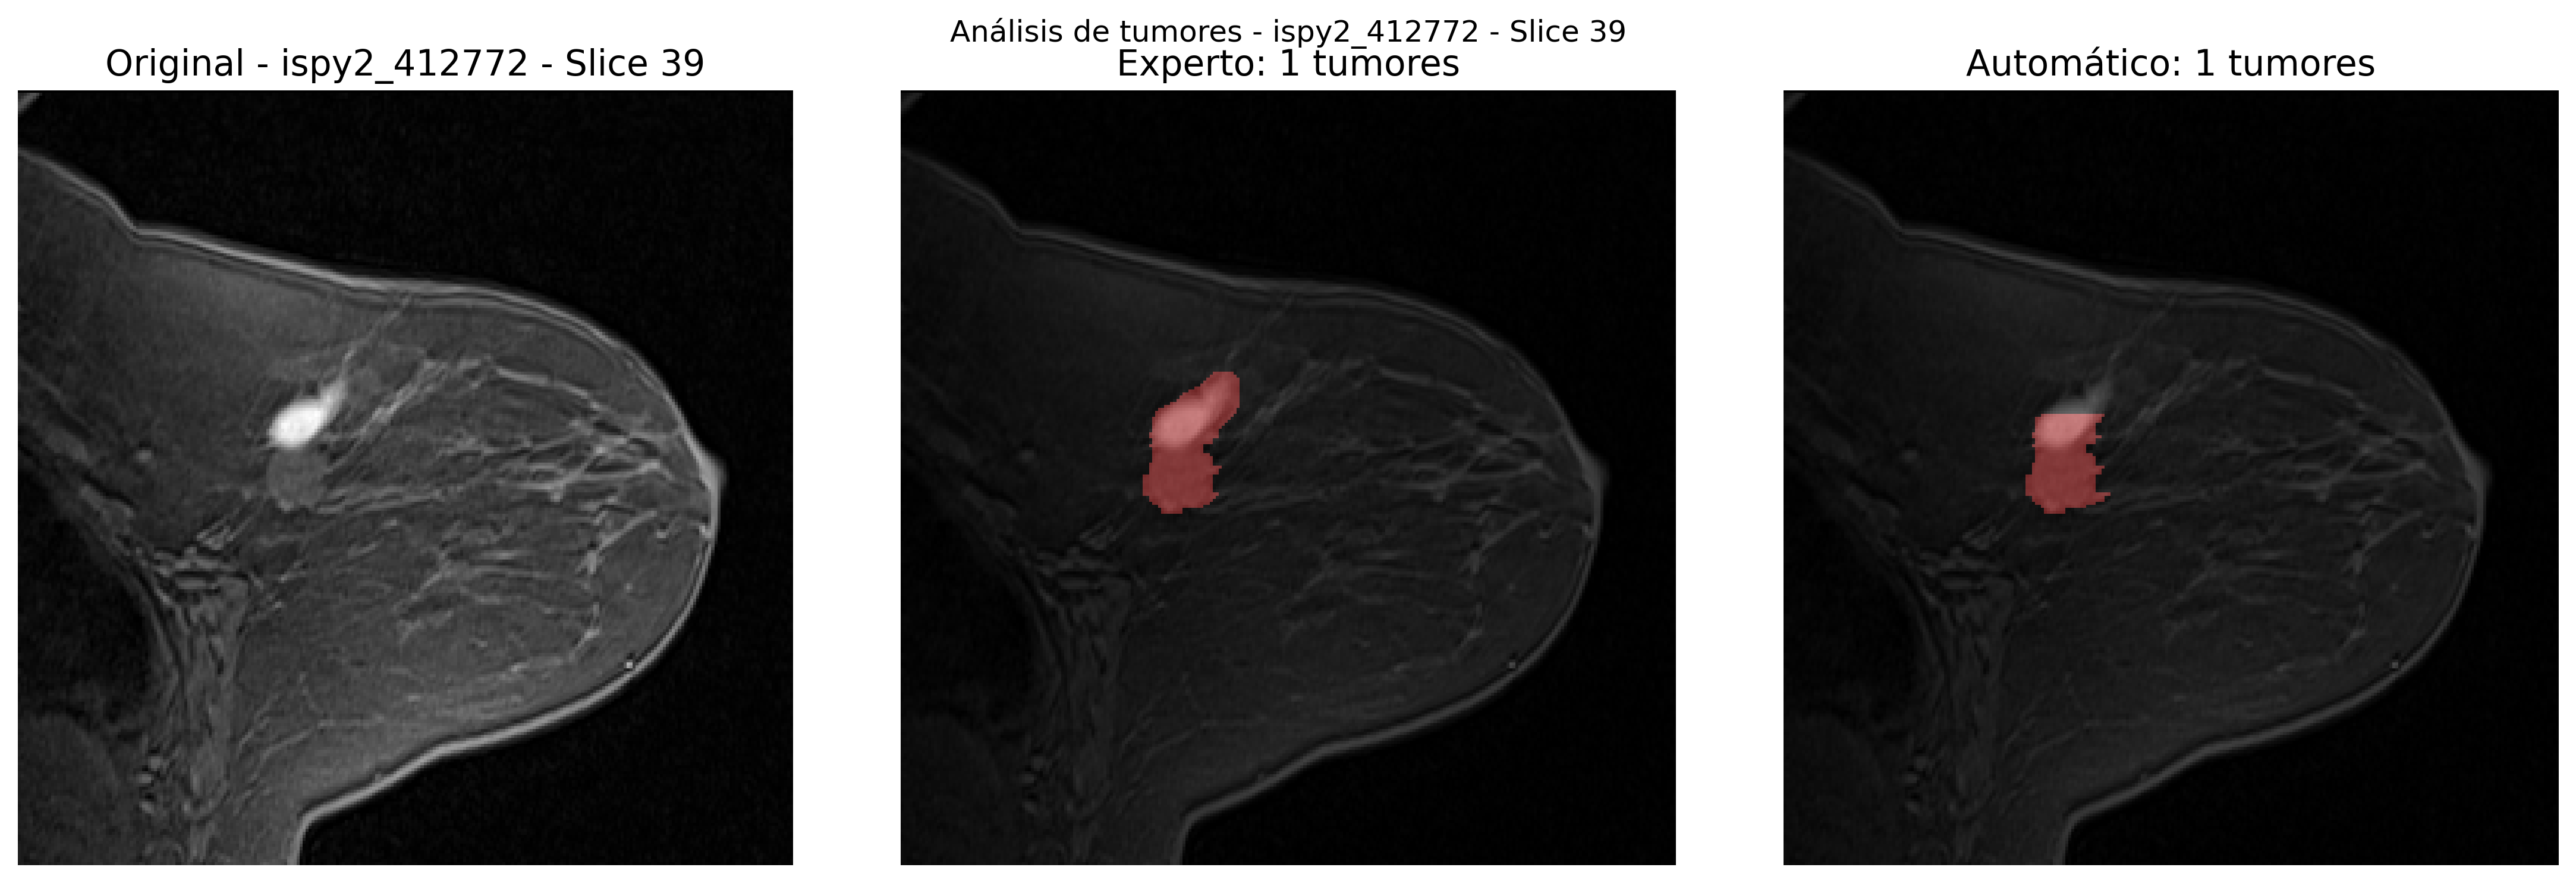 Análisis de tumores - ispy2_412772 - Slice 39
Original - ispy2_412772 - Slice 39
Experto: 1 tumores
Automático: 1 tumores